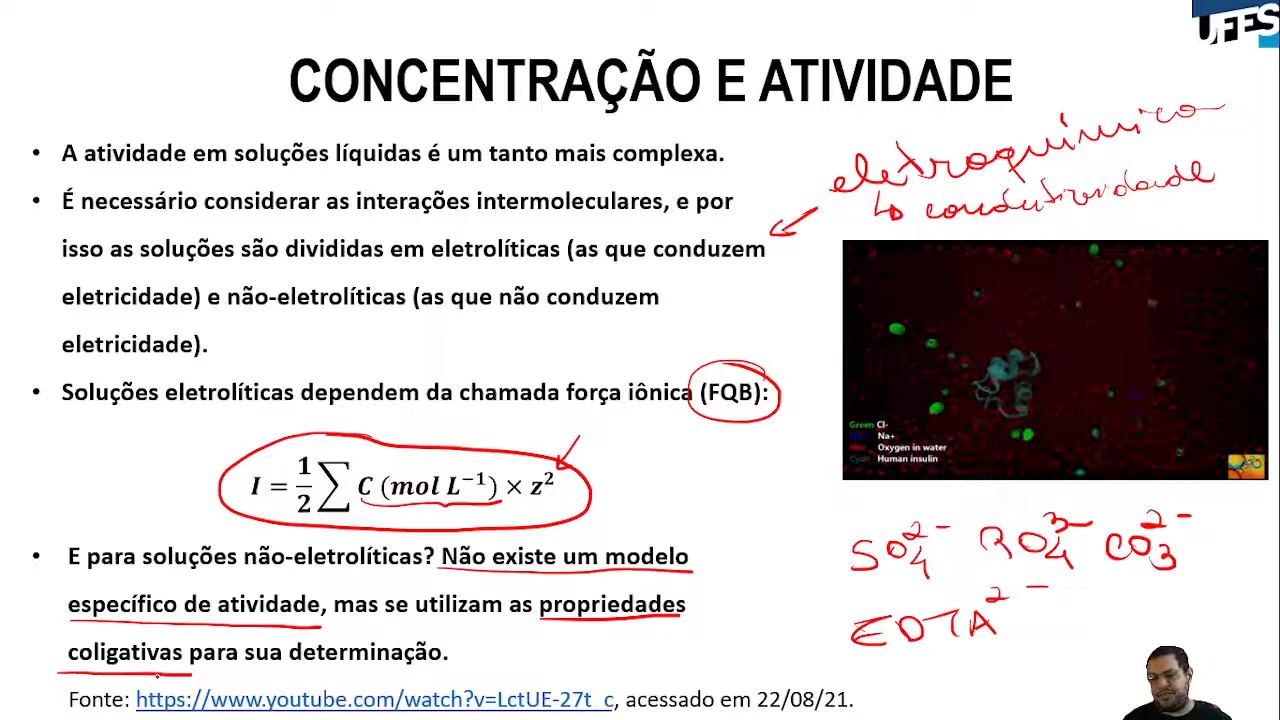 UFES
CONCENTRAÇÃO E ATIVIDADE
• A atividade em soluções líquidas é um tanto mais complexa.
• É necessário considerar as interações intermoleculares, e por
isso as soluções são divididas em eletrolíticas (as que conduzem
eletricidade) e não-eletrolíticas (as que não conduzem
eletricidade).
• Soluções eletrolíticas dependem da chamada força iônica (FQB):
I = 1/2 ∑ C (mol L⁻¹) × z²
• E para soluções não-eletrolíticas? Não existe um modelo
específico de atividade, mas se utilizam as propriedades
coligativas para sua determinação.
Fonte: https://www.youtube.com/watch?v=LctUE-27t_c, acessado em 22/08/21.
eletroquímica
↳ condutividade
Green Cl-
Na+
Oxygen in water
Human insulin
SO₄²⁻ PO₄³⁻ CO₃²⁻
EDTA²⁻